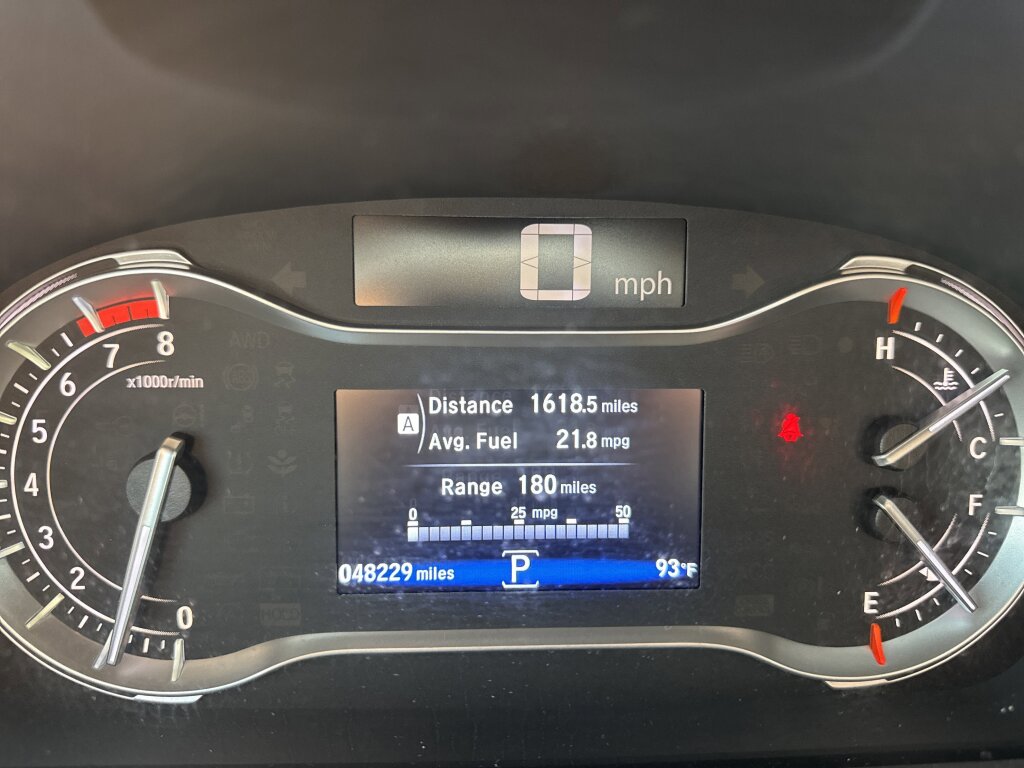 0 mph
8
7
6
5
4
3
2
0
x1000r/min
A
Distance 1618.5 miles
Avg. Fuel 21.8 mpg
Range 180 miles
0 25 mpg 50
048229 miles P 93°F
H
C
F
E